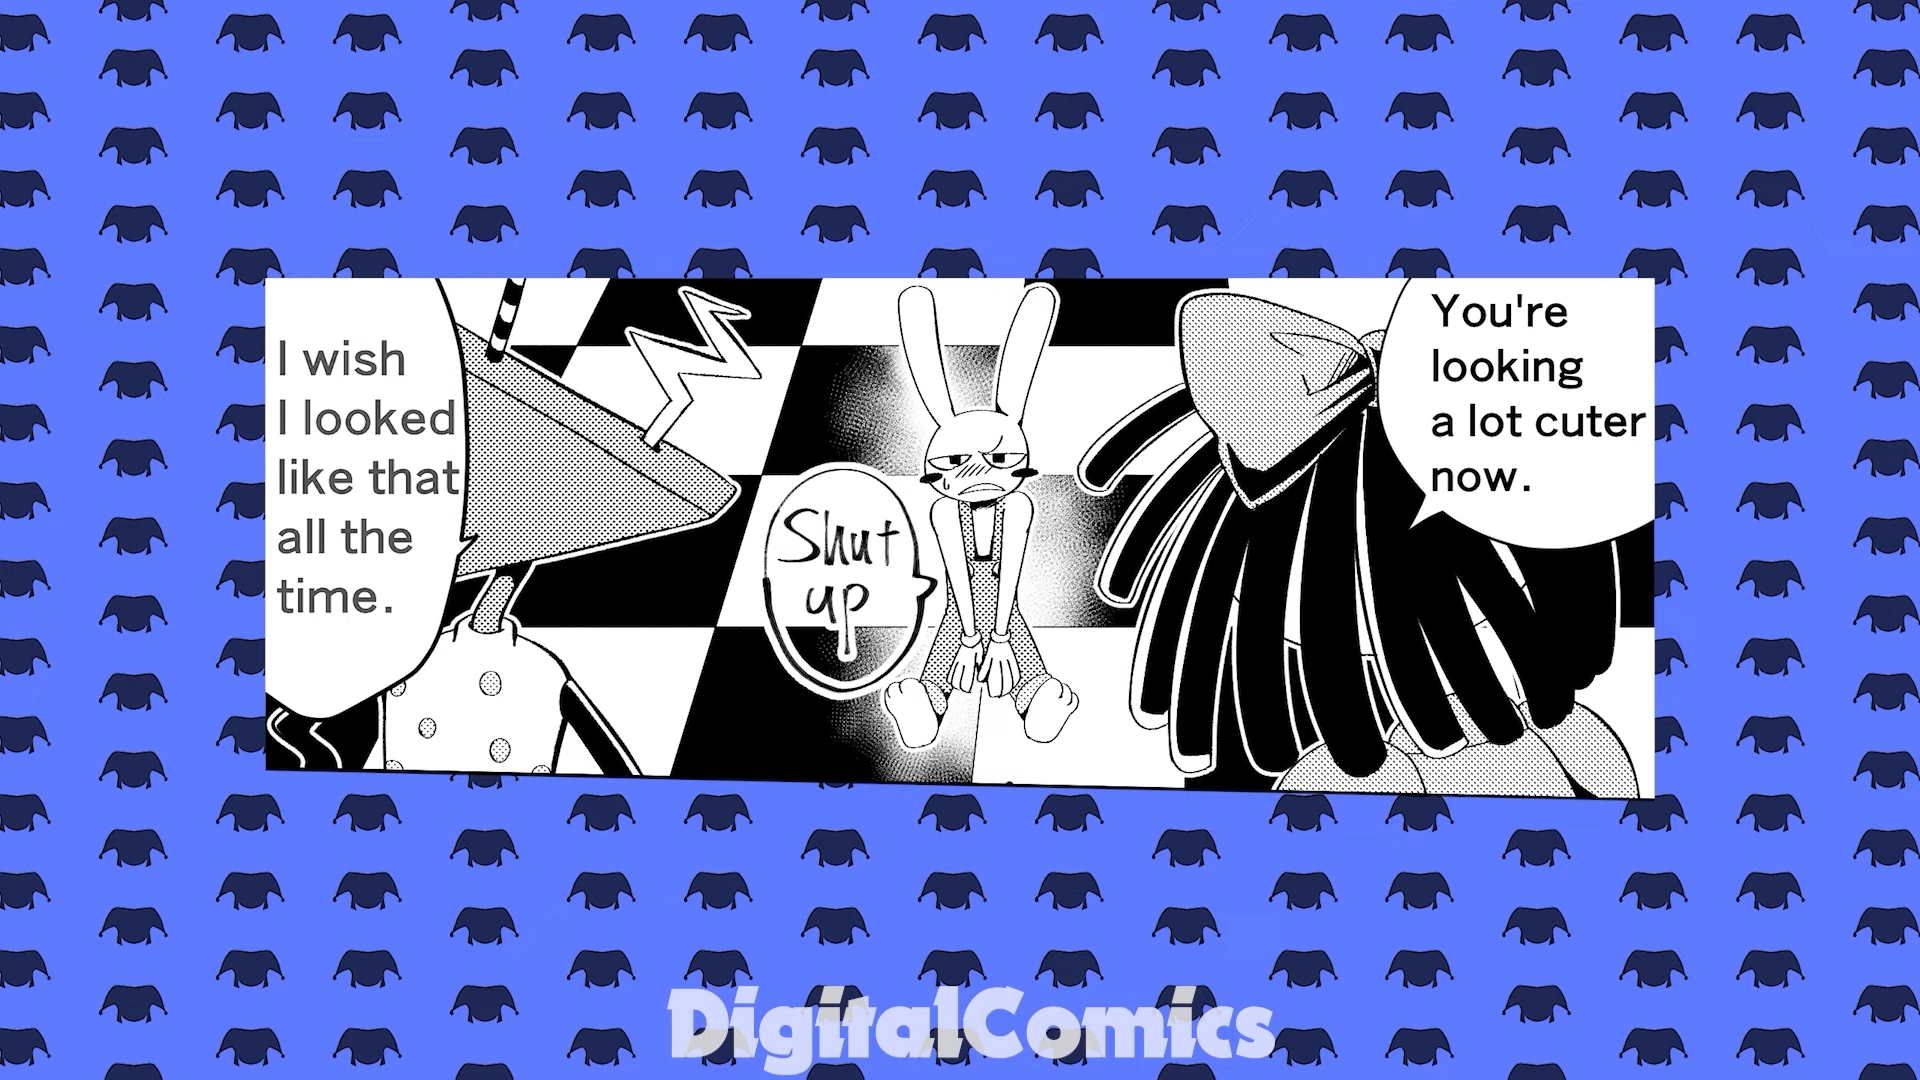 I wish
I looked
like that
all the
time.
Shut
up
You're
looking
a lot cuter
now.
DigitalComics